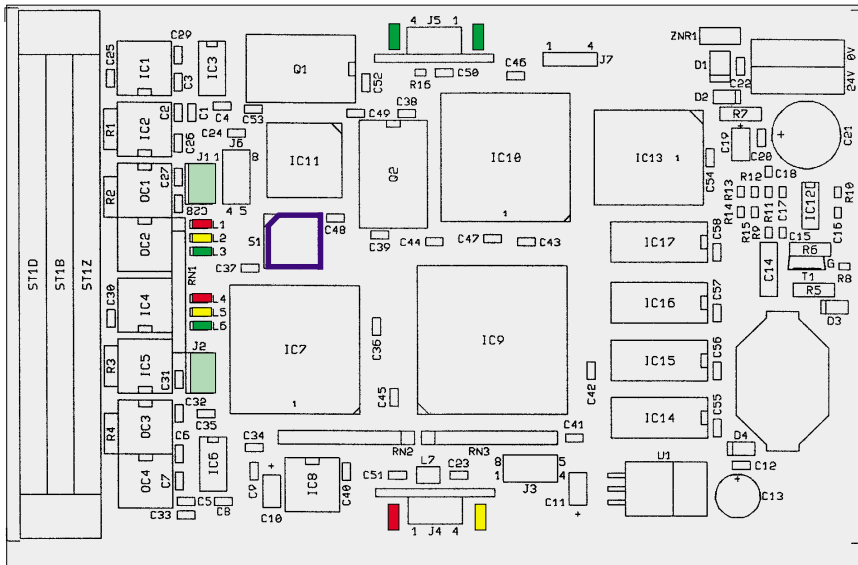 4 J5 1
1 4
J7
ZNR1
24V 0V
C25
IC1
C29
C3
IC3
Q1
C52
R16
C50
C46
D1
C22
D2
R7
R1
IC2
C2
C1
C4
C53
C49
C38
C26
C24
J6
8
4 5
IC11
Q2
IC10
1
IC13
1
C54
+
C19
C20
+
C21
R2
OC1
C27
J1 1
C28
C18
R12
R13
R14
R15
R9
R11
C17
IC12
R10
C16
OC2
L1
L2
L3
S1
C48
C39
C44
C47
C43
IC17
C58
C15
R6
C14
T1
G
R8
R5
D3
RN1
C37
ST1D
ST1B
ST1Z
C30
IC4
L4
L5
L6
IC7
1
C36
IC9
IC16
C57
R3
IC5
J2
C31
C32
C45
C42
IC15
C56
R4
OC3
C35
C6
C34
RN2
RN3
C41
IC14
C55
D4
C12
OC4
C7
IC6
C9
+
C10
IC8
C40
C51
L7
C23
8 5
1 4
J3
C11
+
U1
+
C13
C5
C8
C33
1 J4 4